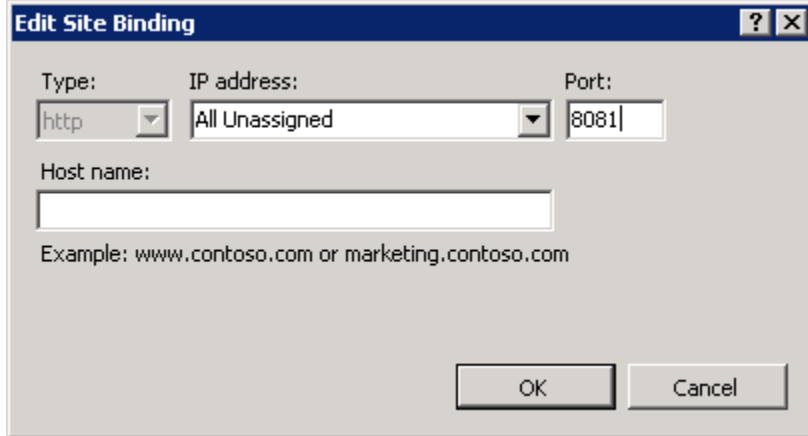 Edit Site Binding
Type: IP address: Port:
http All Unassigned 8081
Host name:
Example: www.contoso.com or marketing.contoso.com
OK Cancel